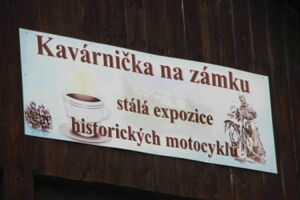 Kavárnička na zámku
stálá expozice
historických motocyklů